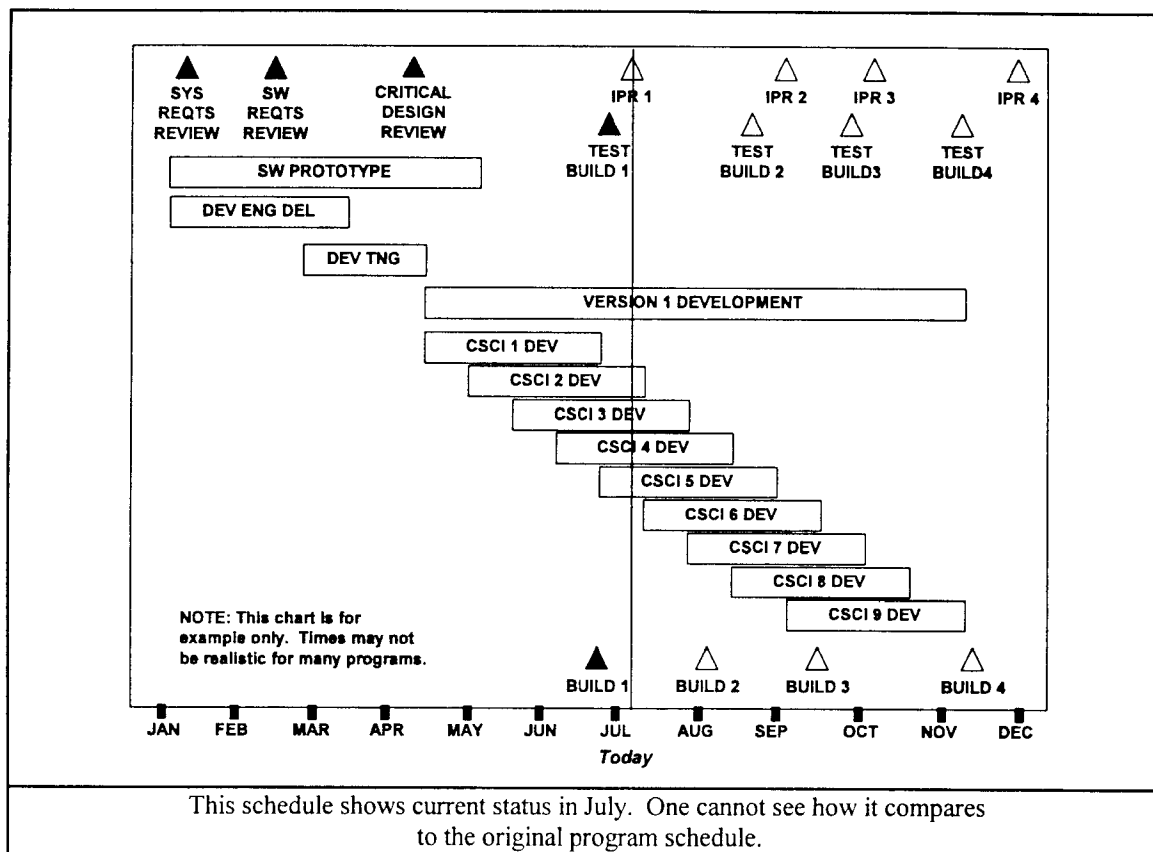 SYS
REQTS
REVIEW
SW
REQTS
REVIEW
CRITICAL
DESIGN
REVIEW
IPR 1
IPR 2
IPR 3
IPR 4
TEST
BUILD 1
TEST
BUILD 2
TEST
BUILD3
TEST
BUILD4
SW PROTOTYPE
DEV ENG DEL
DEV TNG
VERSION 1 DEVELOPMENT
CSCI 1 DEV
CSCI 2 DEV
CSCI 3 DEV
CSCI 4 DEV
CSCI 5 DEV
CSCI 6 DEV
CSCI 7 DEV
CSCI 8 DEV
CSCI 9 DEV
NOTE: This chart is for
example only. Times may not
be realistic for many programs.
BUILD 1
BUILD 2
BUILD 3
BUILD 4
JAN FEB MAR APR MAY JUN JUL AUG SEP OCT NOV DEC
Today
This schedule shows current status in July. One cannot see how it compares
to the original program schedule.